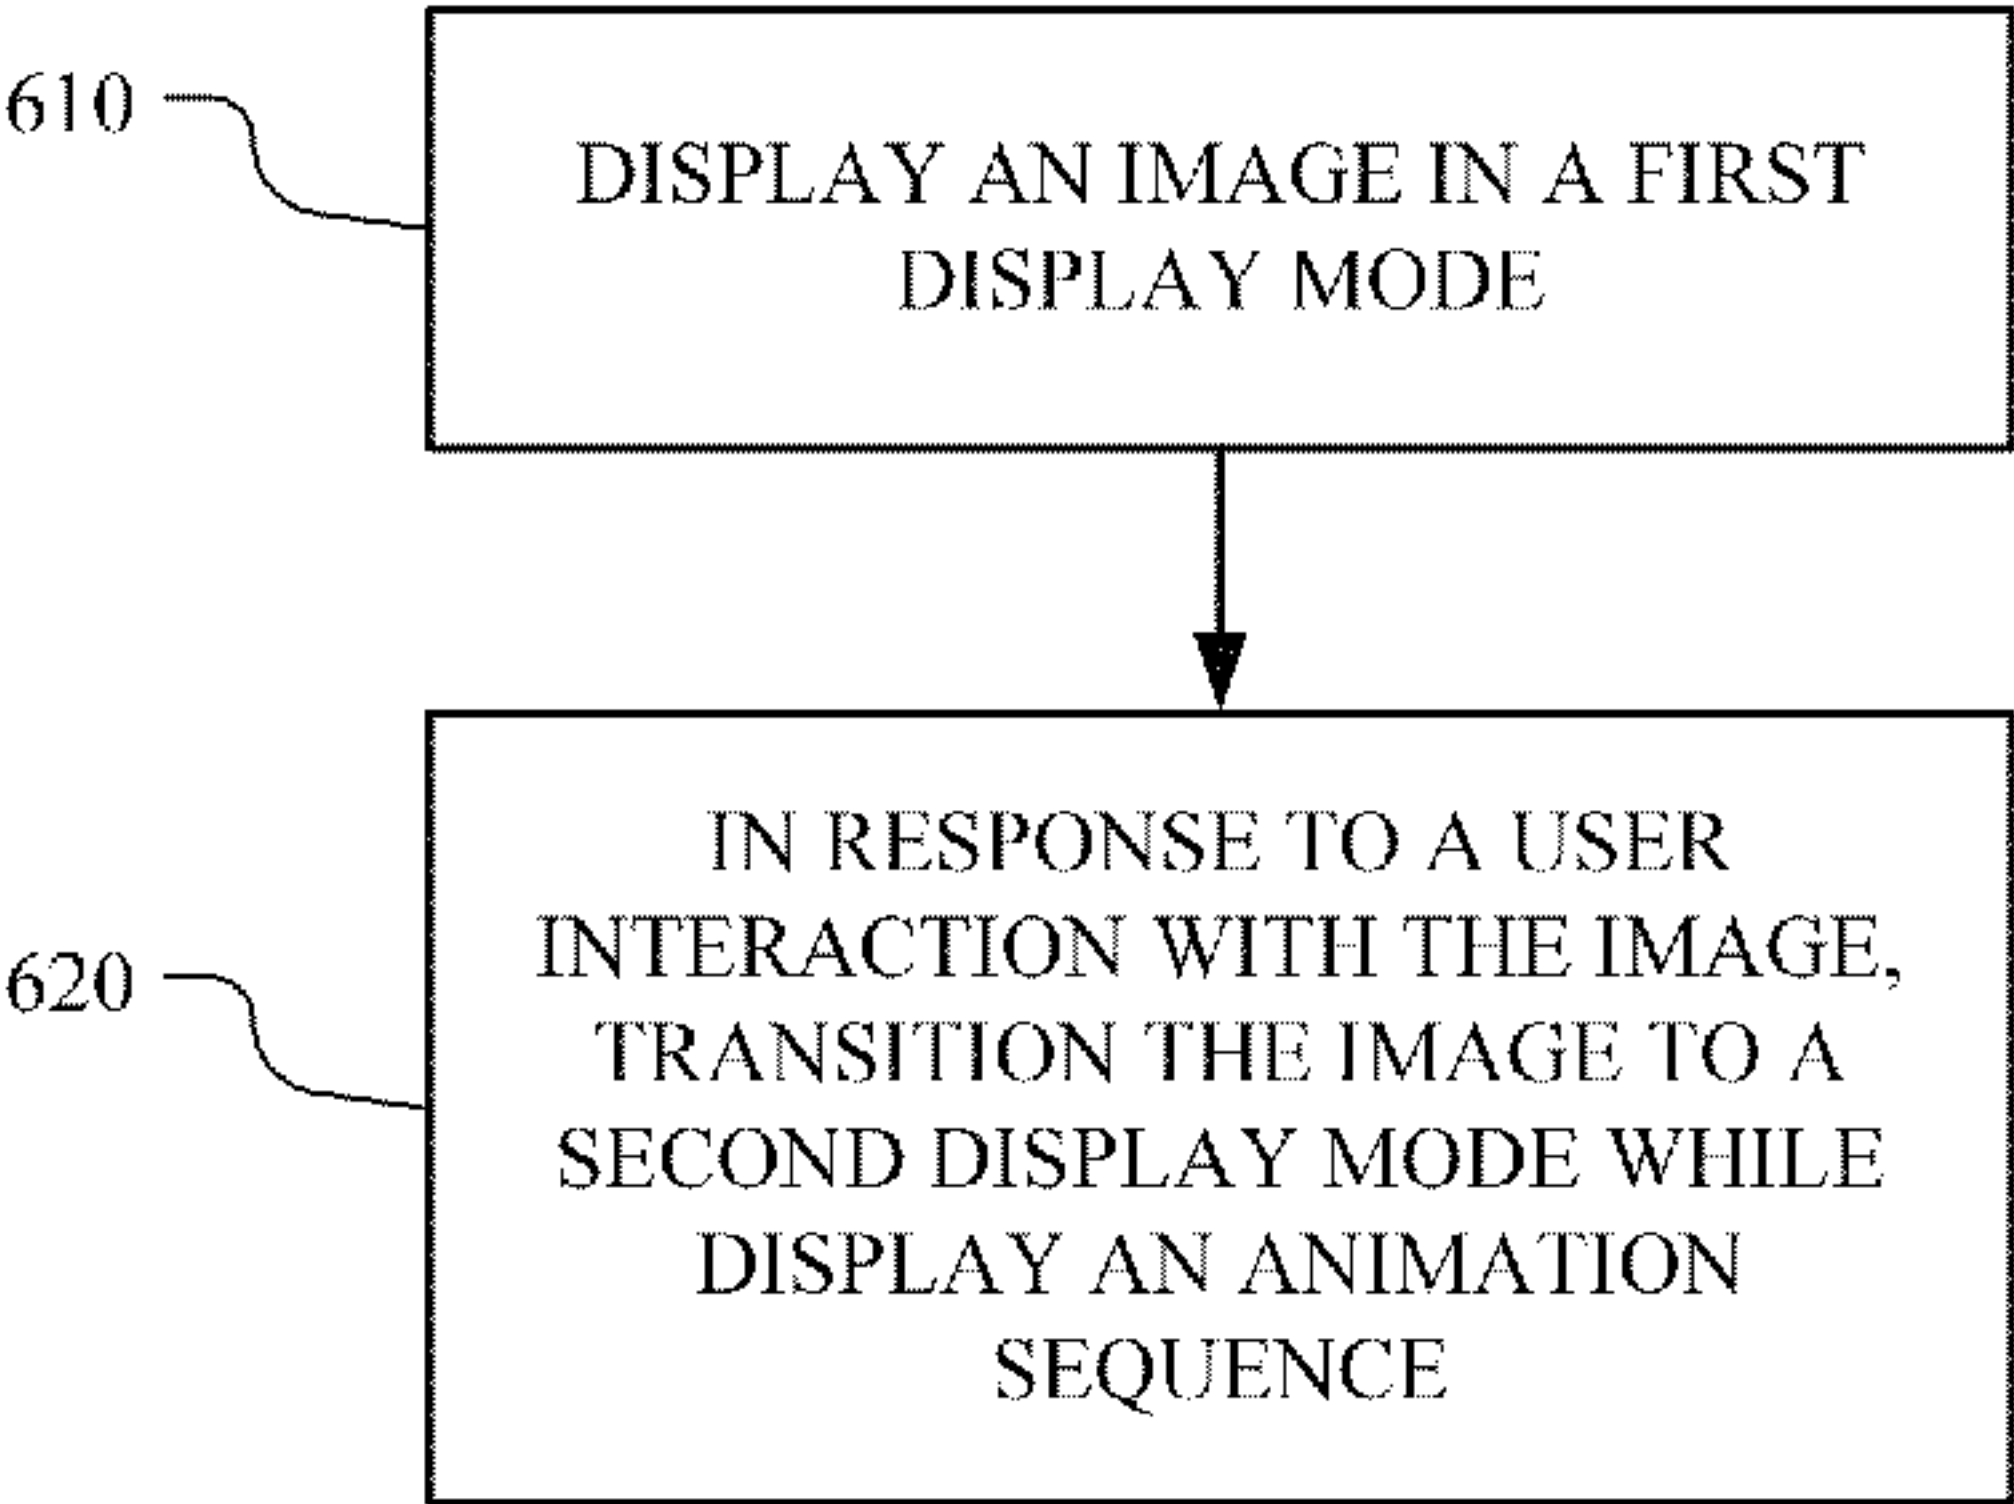 610
DISPLAY AN IMAGE IN A FIRST
DISPLAY MODE
620
IN RESPONSE TO A USER
INTERACTION WITH THE IMAGE,
TRANSITION THE IMAGE TO A
SECOND DISPLAY MODE WHILE
DISPLAY AN ANIMATION
SEQUENCE